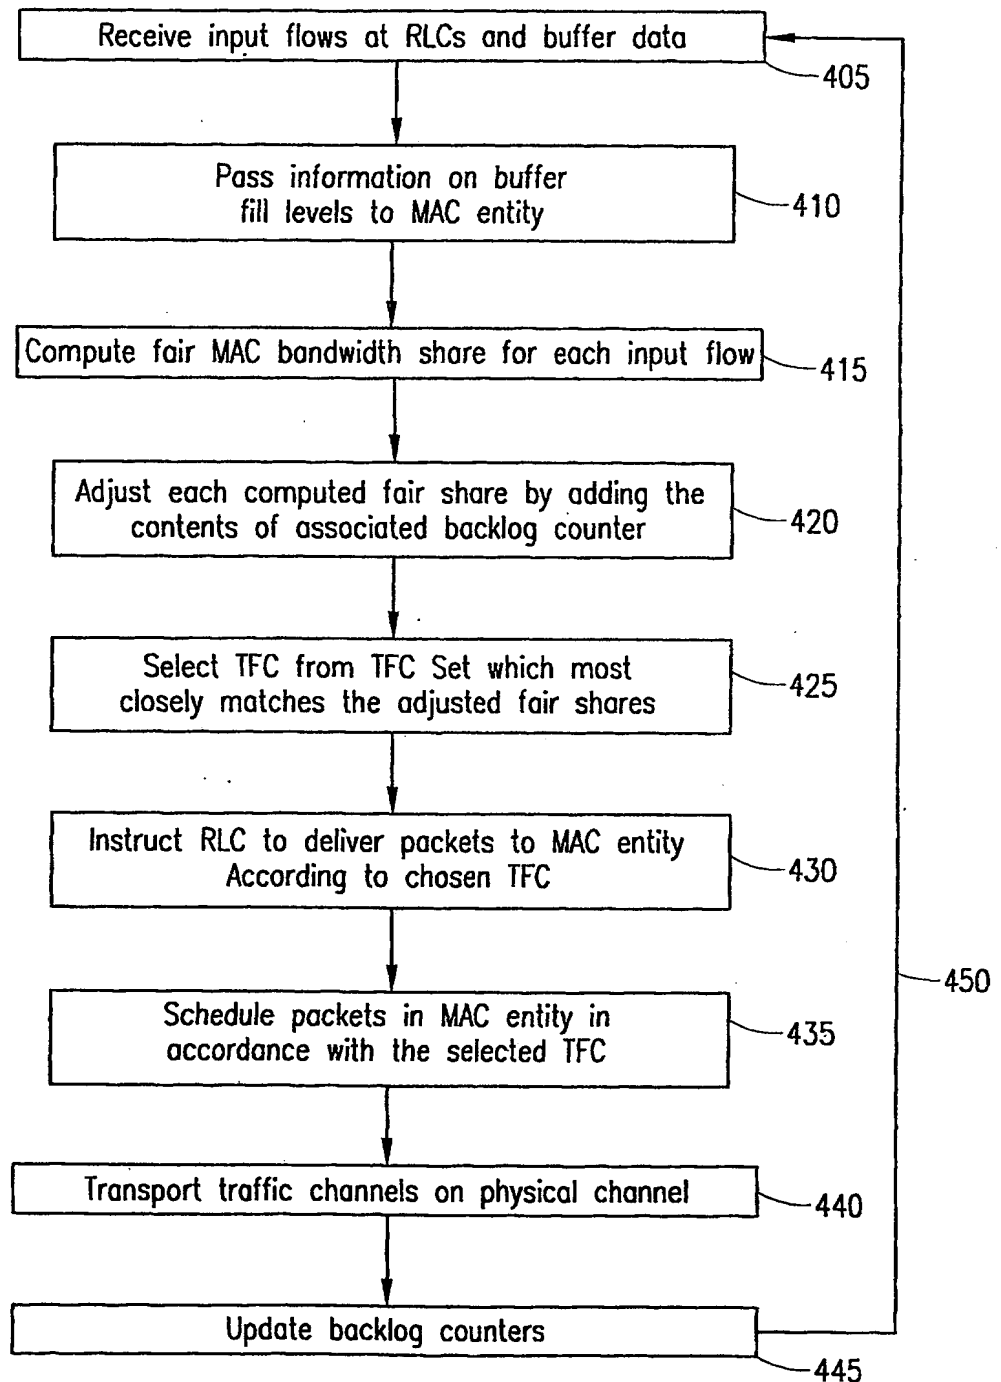 Receive input flows at RLCs and buffer data
405
Pass information on buffer
fill levels to MAC entity
410
Compute fair MAC bandwidth share for each input flow
415
Adjust each computed fair share by adding the
contents of associated backlog counter
420
Select TFC from TFC Set which most
closely matches the adjusted fair shares
425
Instruct RLC to deliver packets to MAC entity
According to chosen TFC
430
450
Schedule packets in MAC entity in
accordance with the selected TFC
435
Transport traffic channels on physical channel
440
Update backlog counters
445